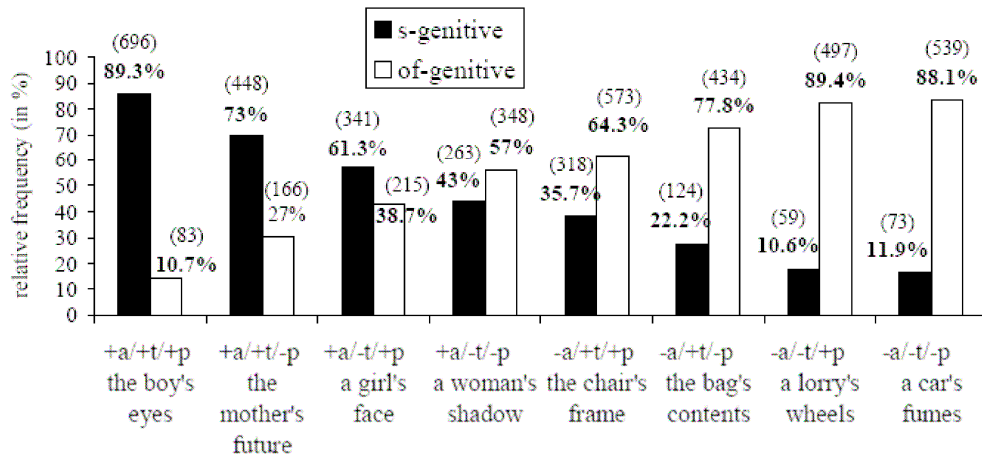 s-genitive
of-genitive
relative frequency (in %)
100
90
80
70
60
50
40
30
20
10
0
(696)
89.3%
(83)
10.7%
(448)
73%
(166)
27%
(341)
61.3%
(215)
38.7%
(263)
43%
(348)
57%
(318)
35.7%
(573)
64.3%
(124)
22.2%
(434)
77.8%
(59)
10.6%
(497)
89.4%
(73)
11.9%
(539)
88.1%
+a/+t/+p
the boy's
eyes
+a/+t/-p
the
mother's
future
+a/-t/+p
a girl's
face
+a/-t/-p
a woman's
shadow
-a/+t/+p
the chair's
frame
-a/+t/-p
the bag's
contents
-a/-t/+p
a lorry's
wheels
-a/-t/-p
a car's
fumes